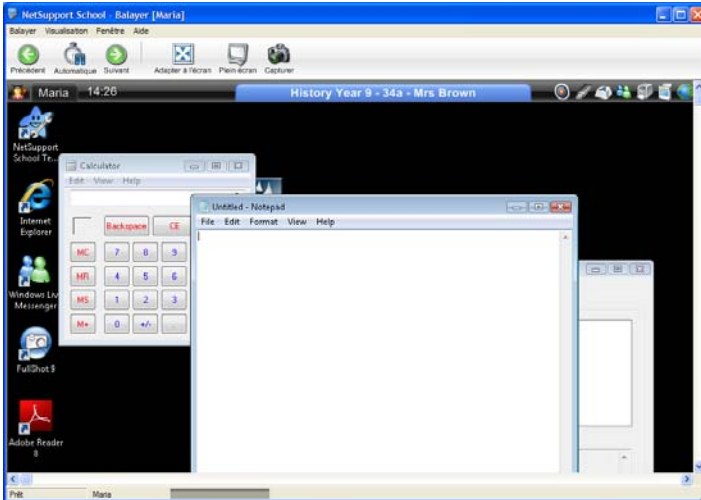 NetSupport School - Balayer [Maria]
Balayer Visualisation Fenêtre Aide
Précédent Automatique Suivant Adapter à l'écran Plein écran Capturer
Maria 14:26 History Year 9 - 34a - Mrs Brown
NetSupport
School Te...
Calculator
Edit View Help
Backspace CE
MC 7 8 9
MR 4 5 6
MS 1 2 3
M+ 0 +/- .
Untitled - Notepad
File Edit Format View Help
Internet
Explorer
Windows Liv
Messenger
FullShot 9
Adobe Reader
8
Prêt Maria